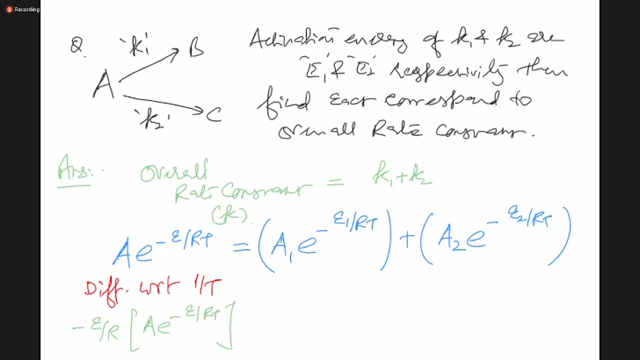 Recording
Q. 'k₁' B Activation energy of k₁ & k₂ are
A 'E₁' & 'E₂' respectively then
'k₂' C find Eact correspond to
overall Rate Constant.
Ans:- Overall
Rate Constant = k₁+k₂
(k).
Ae^(-E/RT) = (A₁e^(-E₁/RT)) + (A₂e^(-E₂/RT))
Diff. wrt 1/T
-E/R [Ae^(-E/RT)]